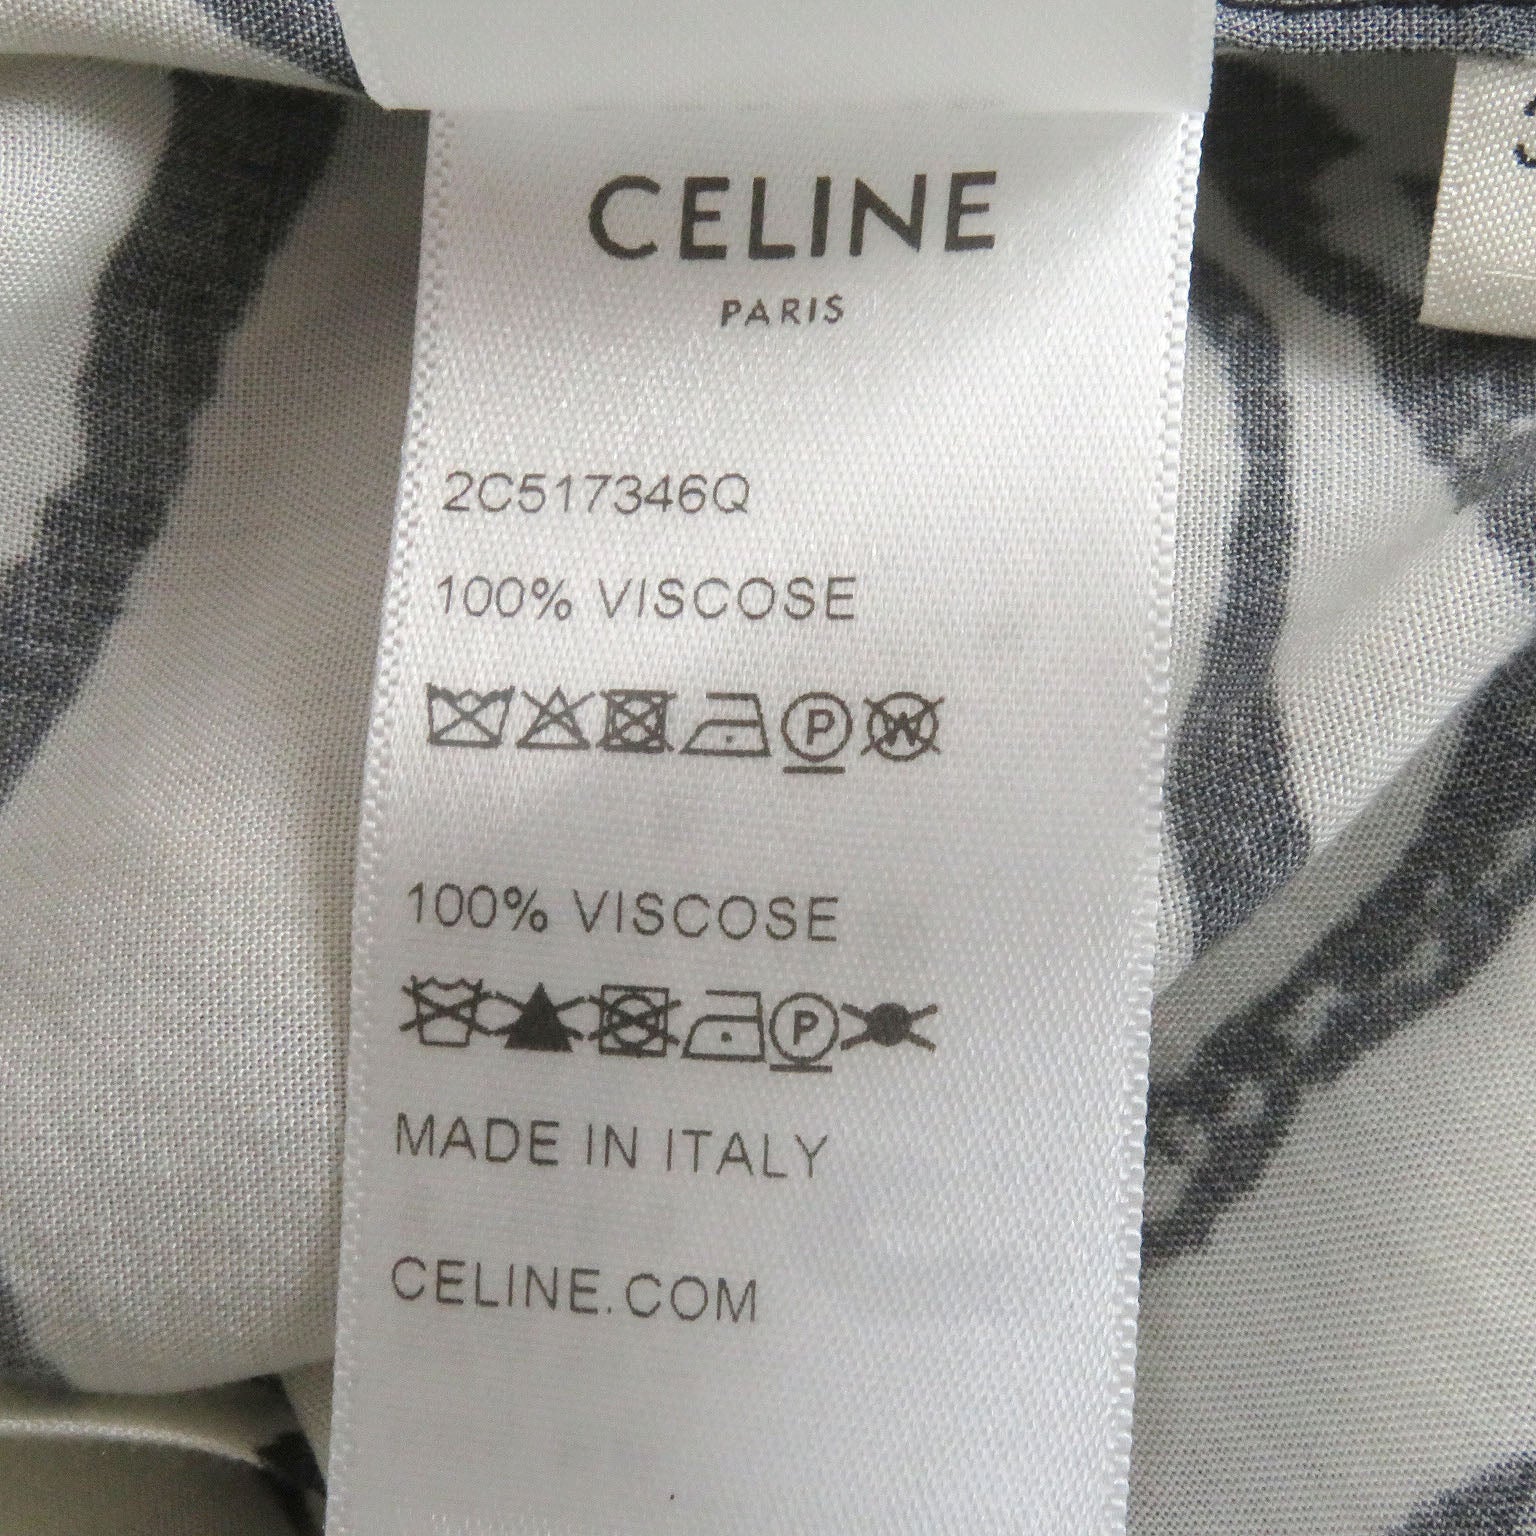 CELINE
PARIS
2C517346Q
100% VISCOSE
P W
100% VISCOSE
P
MADE IN ITALY
CELINE.COM